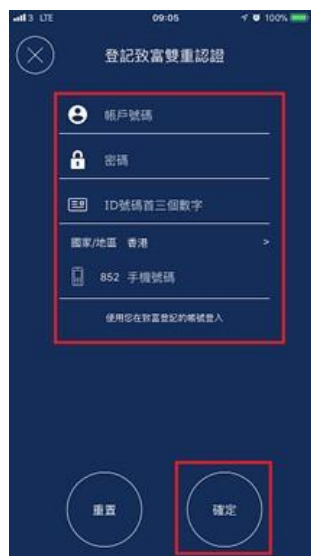 3 LTE 09:05 100%
登記致富雙重認證
帳戶號碼
密碼
ID號碼首三個數字
國家/地區 香港 >
852 手機號碼
使用您在致富登記的帳號登入
重置
確定